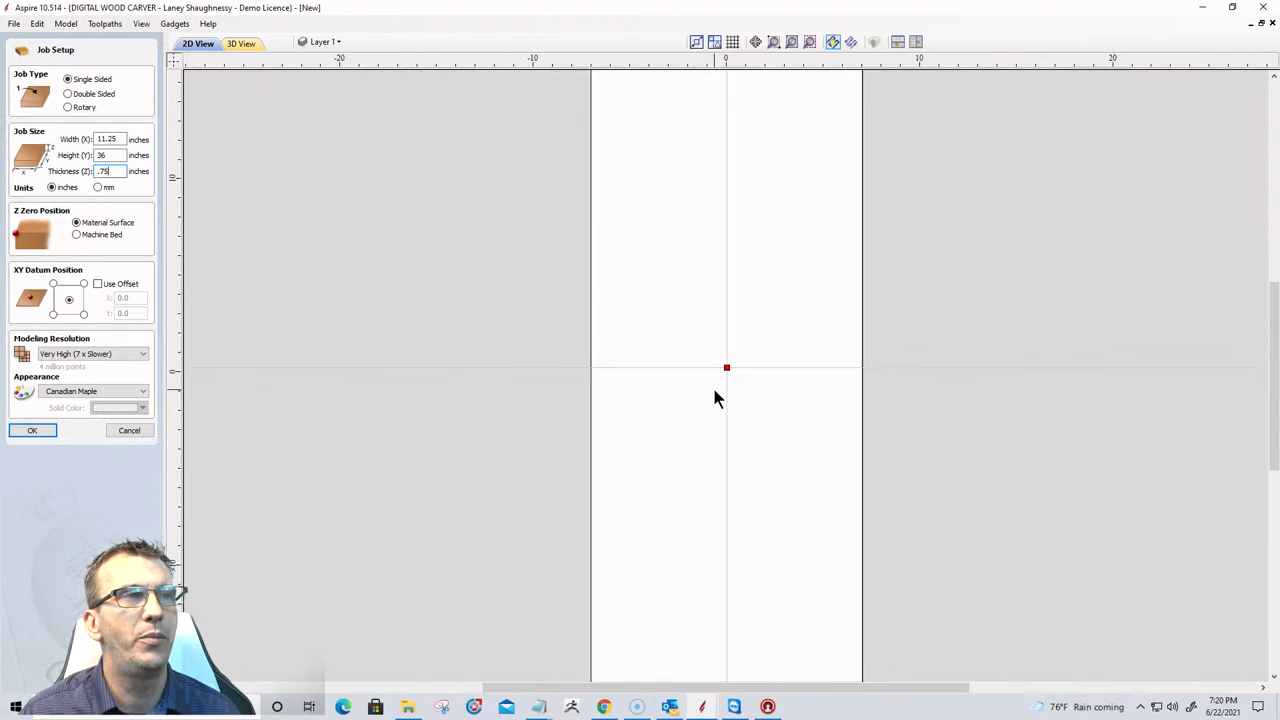 Aspire 10.514 - (DIGITAL WOOD CARVER - Laney Shaughnessy - Demo Licence) - [New]
File Edit Model Toolpaths View Gadgets Help
Job Setup
2D View 3D View Layer 1
-20 -10 0 10 20
Job Type
Single Sided
Double Sided
Rotary
Job Size
Width (X): 11.25 inches
Height (Y): 36 inches
Thickness (Z): .75 inches
Units inches mm
10
Z Zero Position
Material Surface
Machine Bed
XY Datum Position
Use Offset
X: 0.0
Y: 0.0
Modeling Resolution
Very High (7 x Slower)
4 million points
0
Appearance
Canadian Maple
Solid Color:
OK Cancel
76°F Rain coming
7:20 PM
6/22/2021